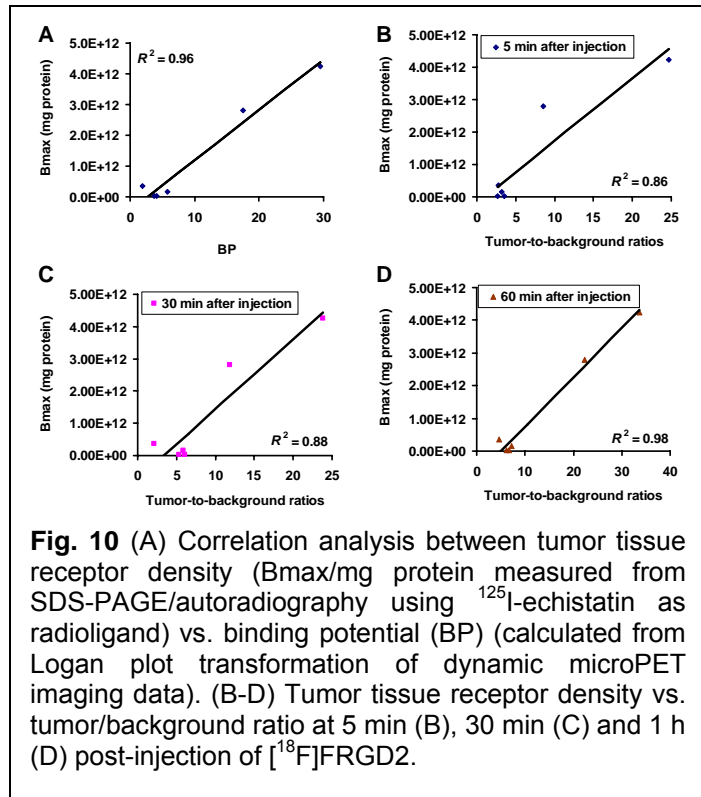 A
B
R² = 0.96
5.00E+12
4.00E+12
3.00E+12
2.00E+12
1.00E+12
0.00E+00
Bmax (mg protein)
0 10 20 30
BP
5 min after injection
5.00E+12
4.00E+12
3.00E+12
2.00E+12
1.00E+12
0.00E+00
Bmax (mg protein)
R² = 0.86
0 5 10 15 20 25
Tumor-to-background ratios
C
D
30 min after injection
5.00E+12
4.00E+12
3.00E+12
2.00E+12
1.00E+12
0.00E+00
Bmax (mg protein)
R² = 0.88
0 5 10 15 20 25
Tumor-to-background ratios
60 min after injection
5.00E+12
4.00E+12
3.00E+12
2.00E+12
1.00E+12
0.00E+00
Bmax (mg protein)
R² = 0.98
0 10 20 30 40
Tumor-to-background ratios
Fig. 10 (A) Correlation analysis between tumor tissue
receptor density (Bmax/mg protein measured from
SDS-PAGE/autoradiography using ¹²⁵I-echistatin as
radioligand) vs. binding potential (BP) (calculated from
Logan plot transformation of dynamic microPET
imaging data). (B-D) Tumor tissue receptor density vs.
tumor/background ratio at 5 min (B), 30 min (C) and 1 h
(D) post-injection of [¹⁸F]FRGD2.